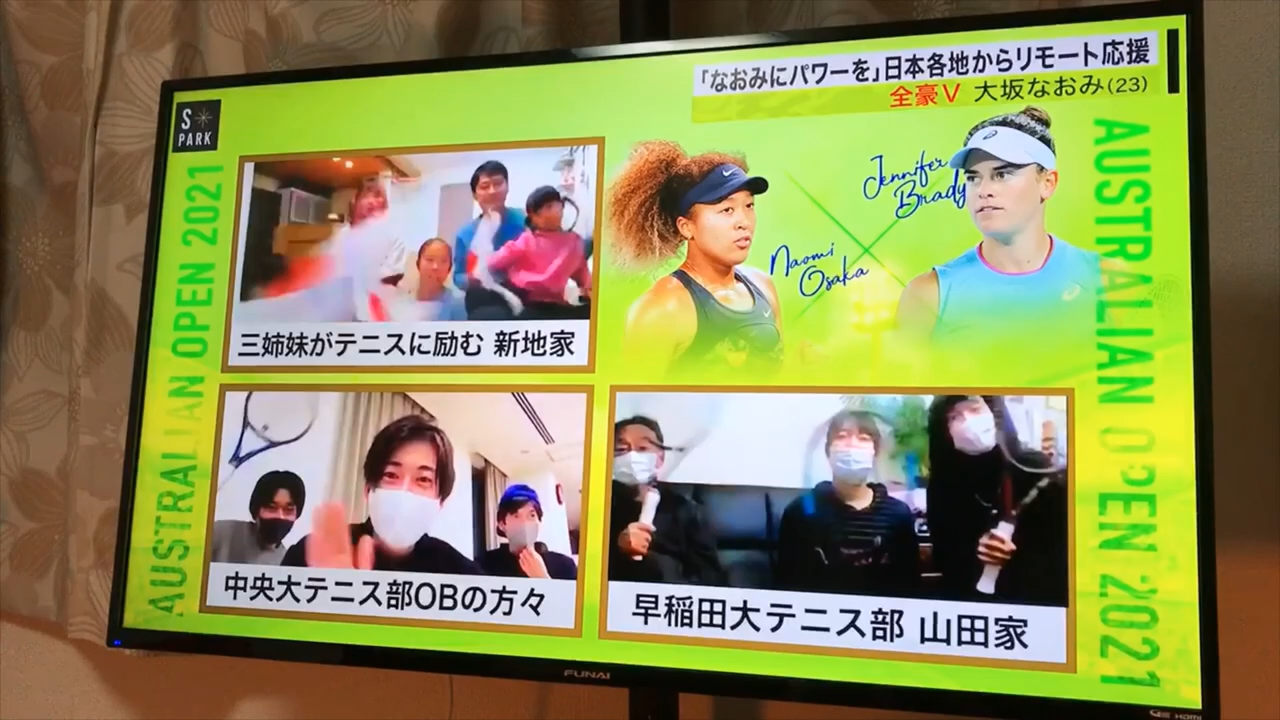 「なおみにパワーを」日本各地からリモート応援
全豪V 大坂なおみ(23)
S PARK
AUSTRALIAN OPEN 2021
Jennifer
Brady
Naomi
Osaka
AUSTRALIAN OPEN 2021
三姉妹がテニスに励む 新地家
中央大テニス部OBの方々
早稲田大テニス部 山田家
FUNAI
HDMI